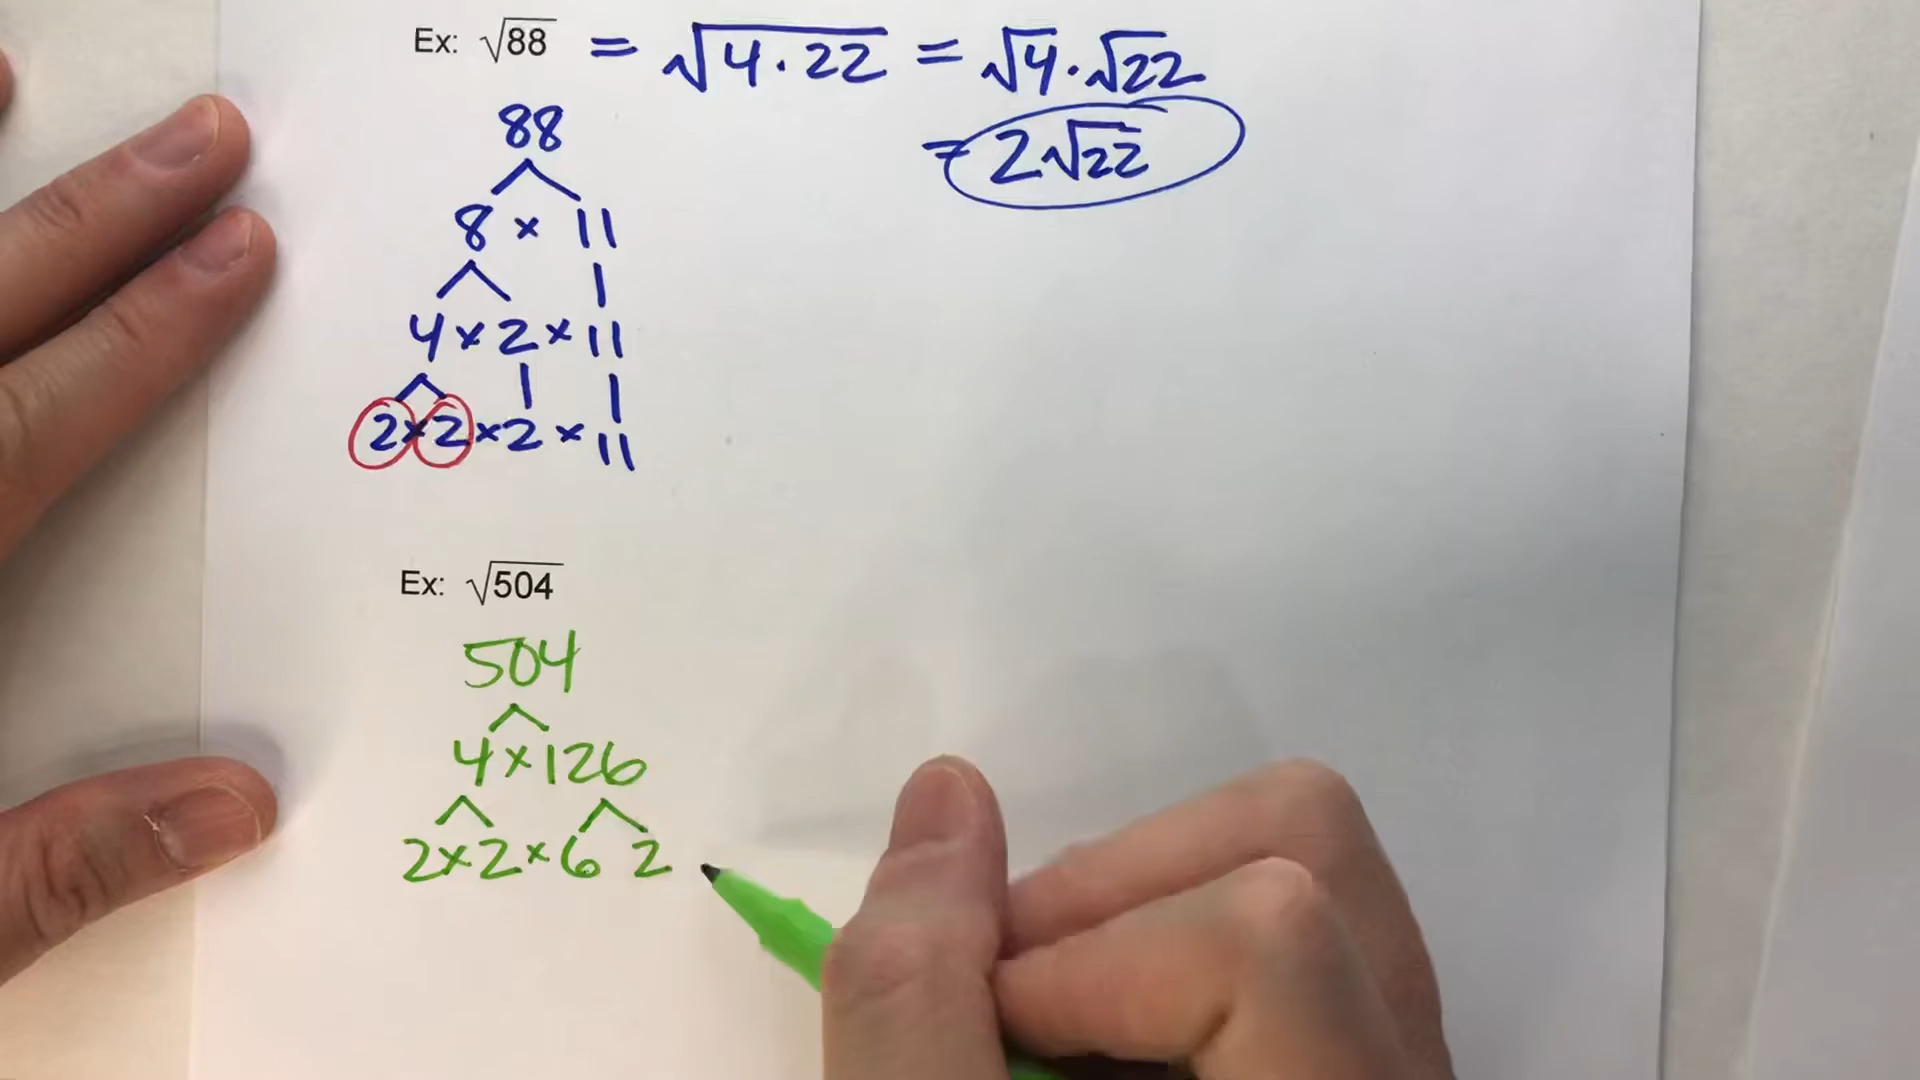 Ex: √88 = √4·22 = √4·√22
= 2√22
88
8 × 11
4 × 2 × 11
2 × 2 × 2 × 11
Ex: √504
504
4 × 126
2 × 2 × 6 2